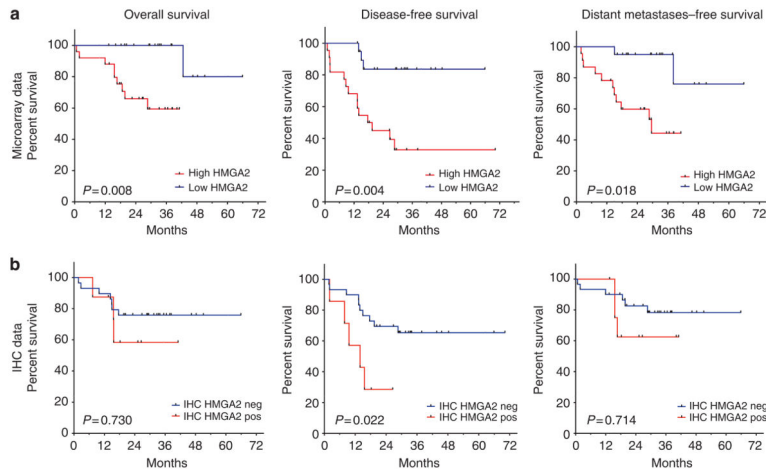 a
Overall survival
Disease-free survival
Distant metastases–free survival
Microarray data
Percent survival
100
80
60
40
20
0
High HMGA2
Low HMGA2
P=0.008
0 12 24 36 42 48 60 66 72
Months
Percent survival
100
80
60
40
20
0
High HMGA2
Low HMGA2
P=0.004
0 12 24 36 48 60 72
Months
Percent survival
100
80
60
40
20
0
High HMGA2
Low HMGA2
P=0.018
0 12 24 36 48 60 72
Months
b
IHC data
Percent survival
100
80
60
40
20
0
IHC HMGA2 neg
IHC HMGA2 pos
P=0.730
0 12 24 36 48 60 72
Months
Percent survival
100
80
60
40
20
0
IHC HMGA2 neg
IHC HMGA2 pos
P=0.022
0 12 24 36 48 60 72
Months
Percent survival
100
80
60
40
20
0
IHC HMGA2 neg
IHC HMGA2 pos
P=0.714
0 12 24 36 48 60 72
Months